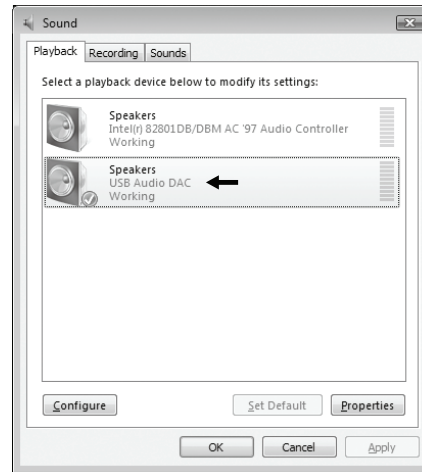 Sound
Playback Recording Sounds
Select a playback device below to modify its settings:
Speakers
Intel(r) 82801DB/DBM AC '97 Audio Controller
Working
Speakers
USB Audio DAC
Working
Configure Set Default Properties
OK Cancel Apply